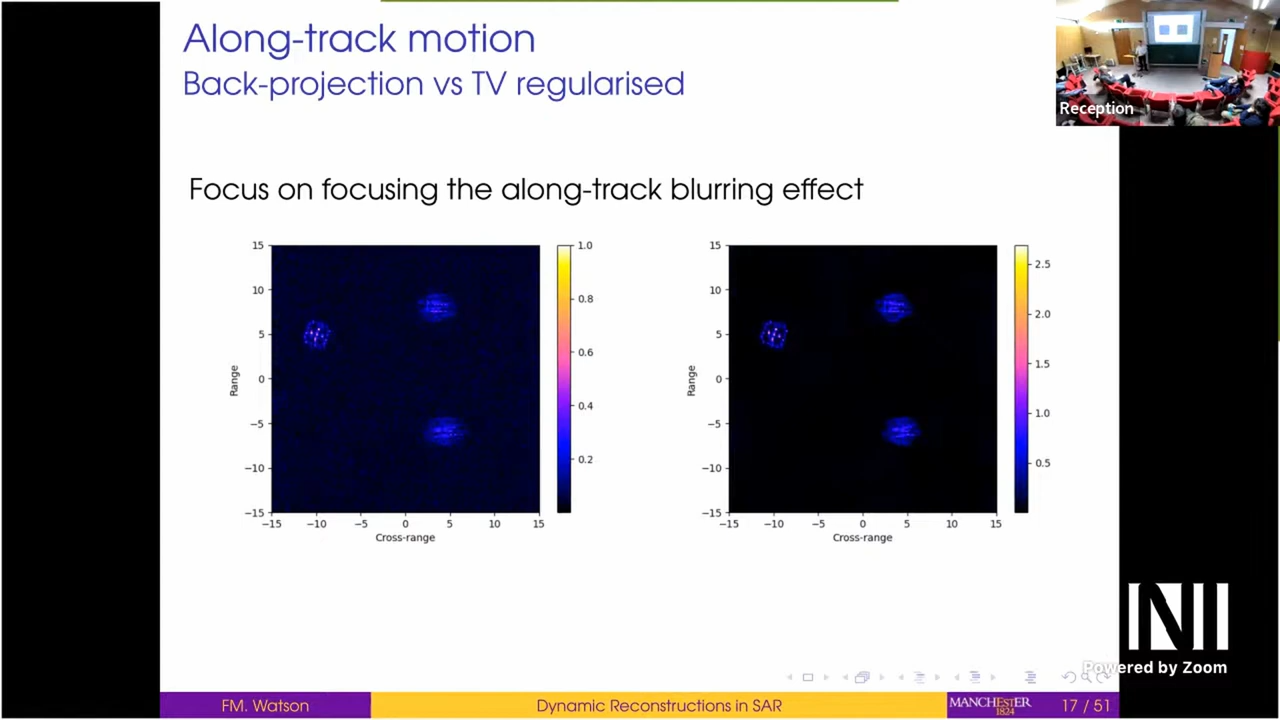 Along-track motion
Back-projection vs TV regularised
Reception
Focus on focusing the along-track blurring effect
15
10
5
0
−5
−10
−15
−15 −10 −5 0 5 10 15
Range
Cross-range
1.0
0.8
0.6
0.4
0.2
15
10
5
0
−5
−10
−15
−15 −10 −5 0 5 10 15
Range
Cross-range
2.5
2.0
1.5
1.0
0.5
NI
Powered by Zoom
FM. Watson
Dynamic Reconstructions in SAR
MANCHESTER
1824
17 / 51